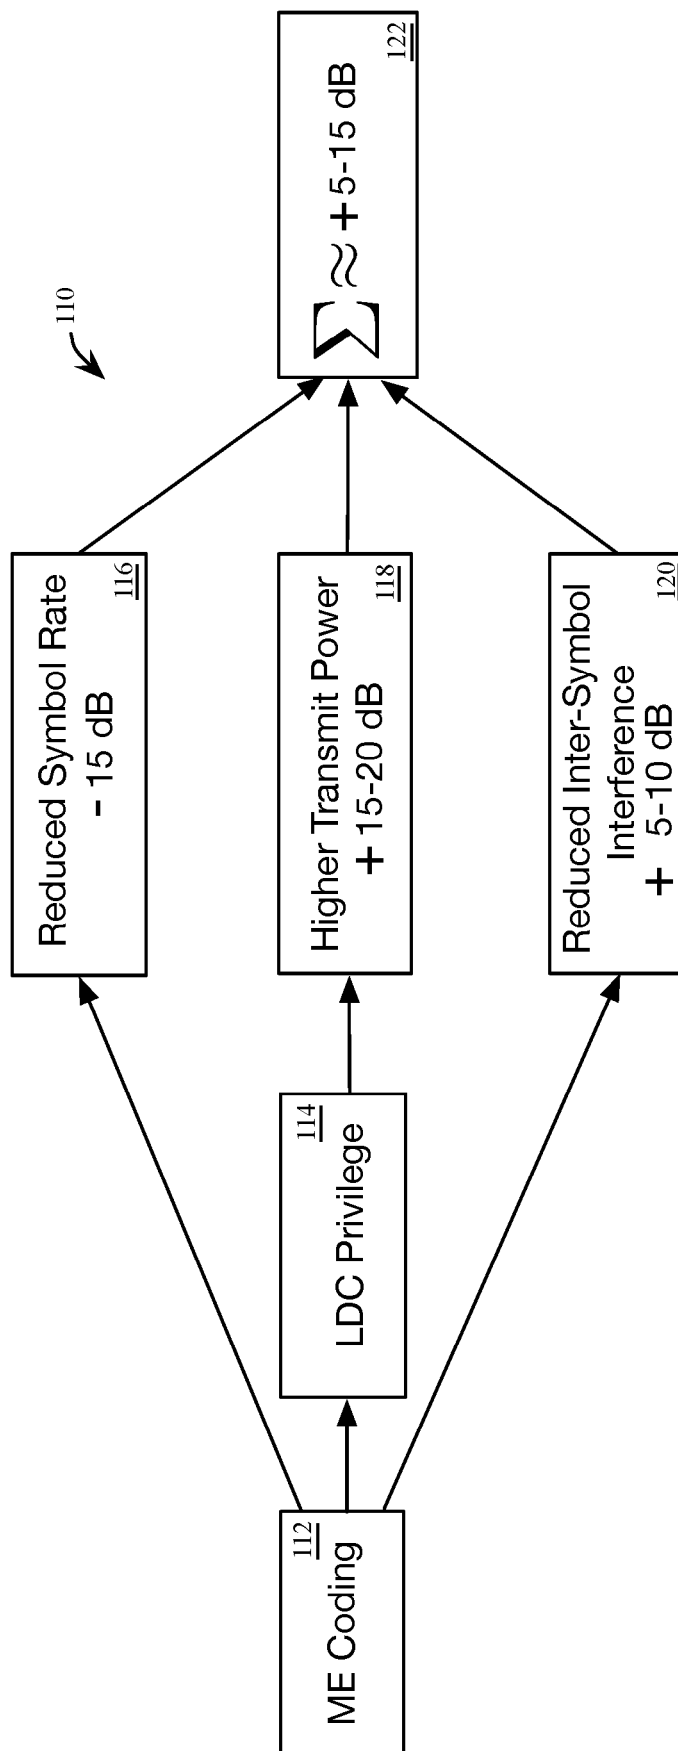 110
ME Coding
112
LDC Privilege
114
Reduced Symbol Rate
- 15 dB
116
Higher Transmit Power
+ 15-20 dB
118
Reduced Inter-Symbol
Interference
+ 5-10 dB
120
Σ ≈ +5-15 dB
122